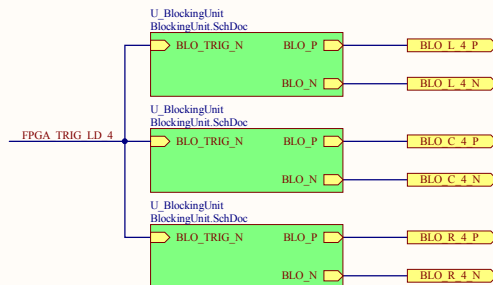 U_BlockingUnit
BlockingUnit.SchDoc
BLO_TRIG_N
BLO_P
BLO_L_4_P
BLO_N
BLO_L_4_N
FPGA_TRIG_LD_4
U_BlockingUnit
BlockingUnit.SchDoc
BLO_TRIG_N
BLO_P
BLO_C_4_P
BLO_N
BLO_C_4_N
U_BlockingUnit
BlockingUnit.SchDoc
BLO_TRIG_N
BLO_P
BLO_R_4_P
BLO_N
BLO_R_4_N